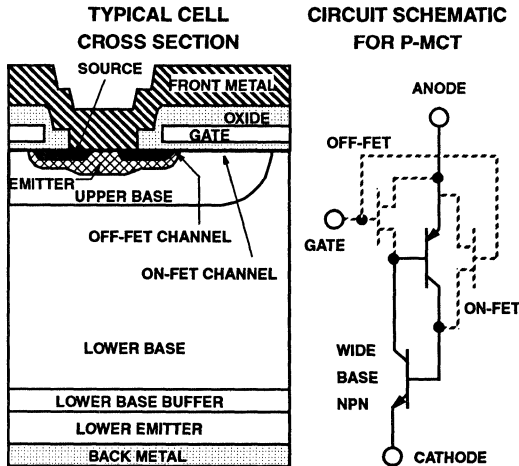 TYPICAL CELL
CROSS SECTION
SOURCE
FRONT METAL
OXIDE
GATE
EMITTER
UPPER BASE
OFF-FET CHANNEL
ON-FET CHANNEL
LOWER BASE
LOWER BASE BUFFER
LOWER EMITTER
BACK METAL
CIRCUIT SCHEMATIC
FOR P-MCT
ANODE
OFF-FET
GATE
ON-FET
WIDE
BASE
NPN
CATHODE